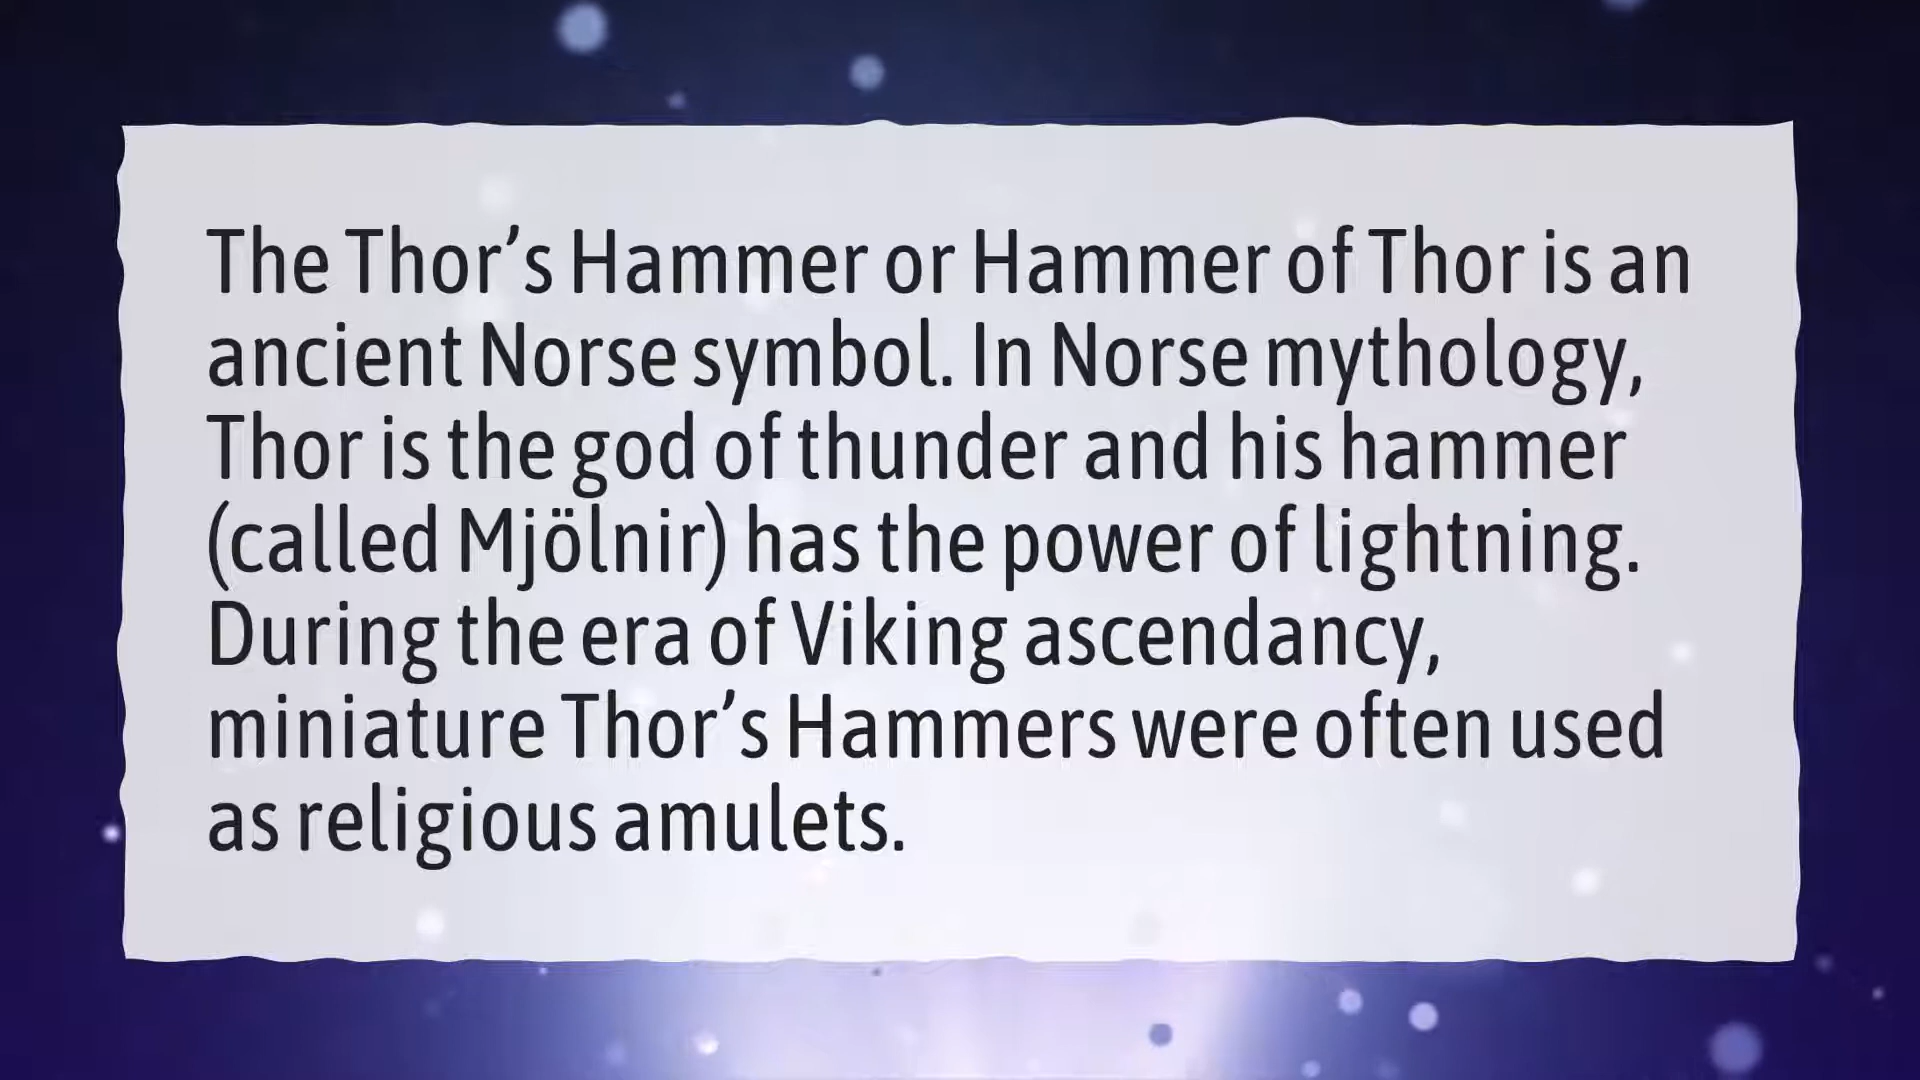 The Thor’s Hammer or Hammer of Thor is an
ancient Norse symbol. In Norse mythology,
Thor is the god of thunder and his hammer
(called Mjölnir) has the power of lightning.
During the era of Viking ascendancy,
miniature Thor’s Hammers were often used
as religious amulets.